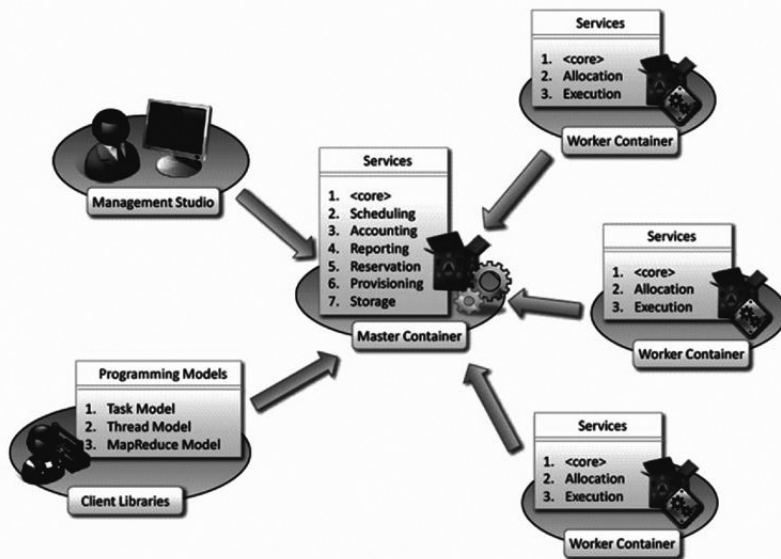 Services
1. <core>
2. Allocation
3. Execution
Worker Container
Management Studio
Services
1. <core>
2. Scheduling
3. Accounting
4. Reporting
5. Reservation
6. Provisioning
7. Storage
Master Container
Services
1. <core>
2. Allocation
3. Execution
Worker Container
Programming Models
1. Task Model
2. Thread Model
3. MapReduce Model
Client Libraries
Services
1. <core>
2. Allocation
3. Execution
Worker Container